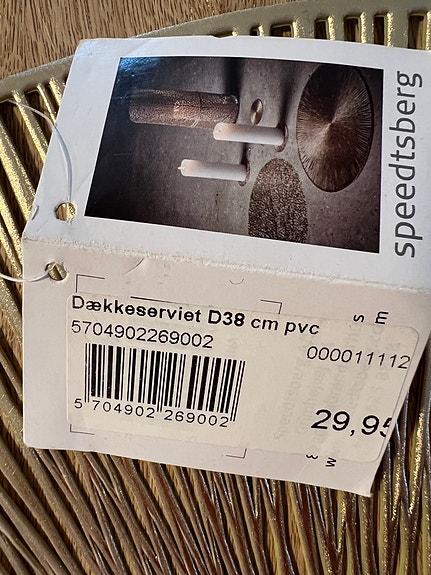 speedtsberg
Dækkeserviet D38 cm pvc
5704902269002
000011112
5 704902 269002
29,95
s
m